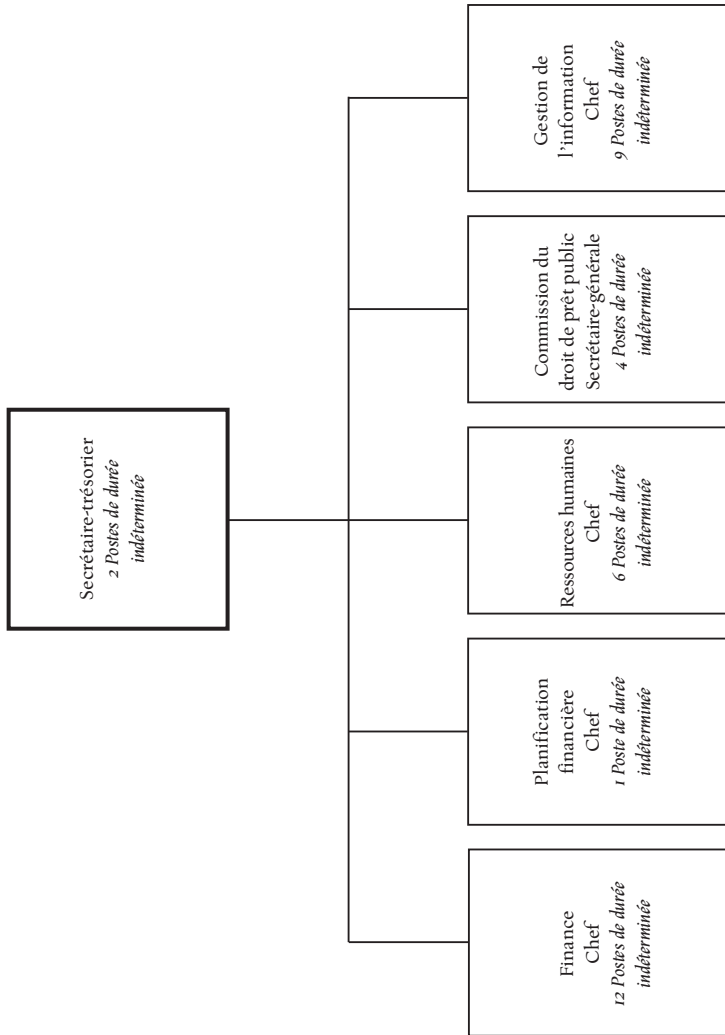 Secrétaire-trésorier
2 Postes de durée
indéterminée
Finance
Chef
12 Postes de durée
indéterminée
Planification
financière
Chef
1 Poste de durée
indéterminée
Ressources humaines
Chef
6 Postes de durée
indéterminée
Commission du
droit de prêt public
Secrétaire-générale
4 Postes de durée
indéterminée
Gestion de
l'information
Chef
9 Postes de durée
indéterminée